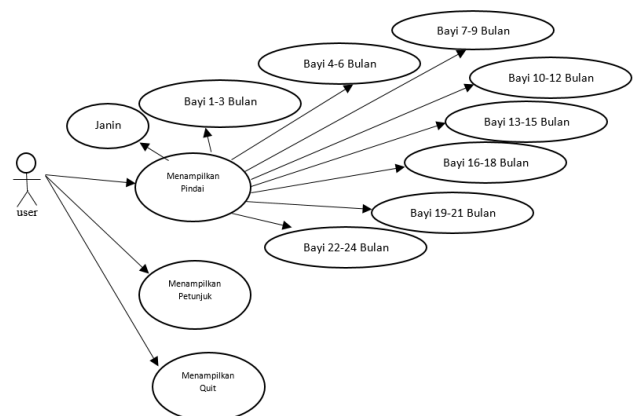 Bayi 7-9 Bulan
Bayi 4-6 Bulan
Bayi 10-12 Bulan
Bayi 1-3 Bulan
Janin
Bayi 13-15 Bulan
Bayi 16-18 Bulan
Menampilkan
Pindai
user
Bayi 19-21 Bulan
Bayi 22-24 Bulan
Menampilkan
Petunjuk
Menampilkan
Quit